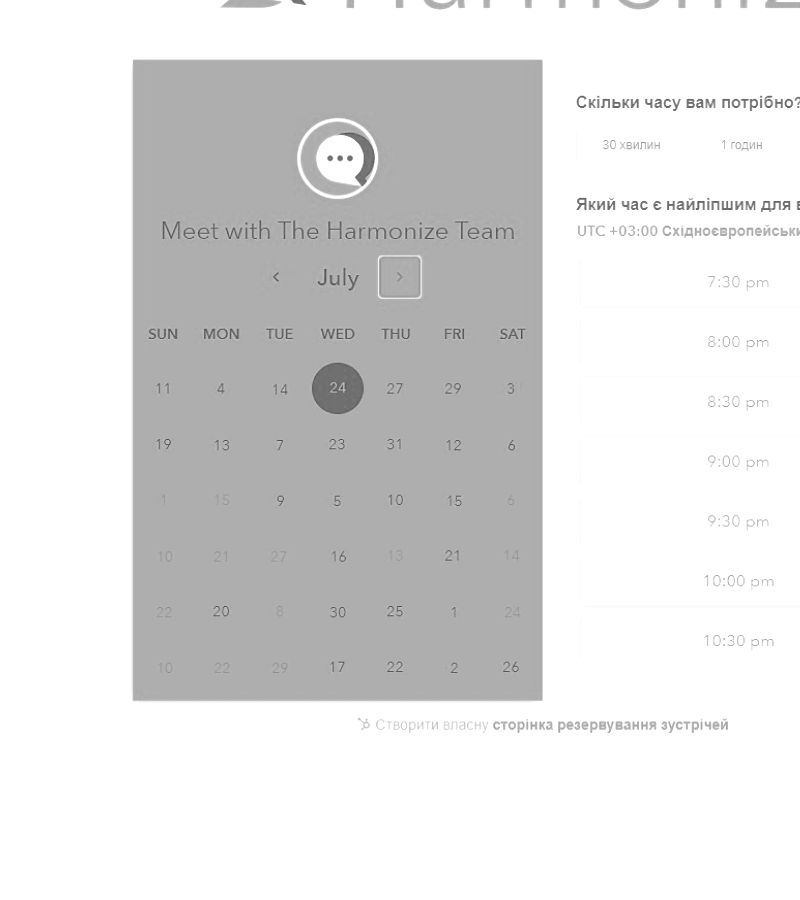 Harmoniz
Meet with The Harmonize Team
July
SUN MON TUE WED THU FRI SAT
11 4 14 24 27 29 3
19 13 7 23 31 12 6
1 15 9 5 10 15 6
10 21 27 16 13 21 14
22 20 8 30 25 1 24
10 22 29 17 22 2 26
Скільки часу вам потрібно?
30 хвилин 1 годин
Який час є найліпшим для
UTC +03:00 Східноєвропейськи
7:30 pm
8:00 pm
8:30 pm
9:00 pm
9:30 pm
10:00 pm
10:30 pm
Створити власну сторінка резервування зустрічей